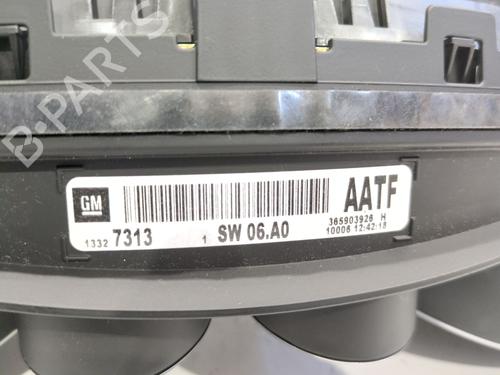 B-PARTS
GM
AATF
1332 7313 1 SW 06.A0
365903926 H
10006 12:42:18